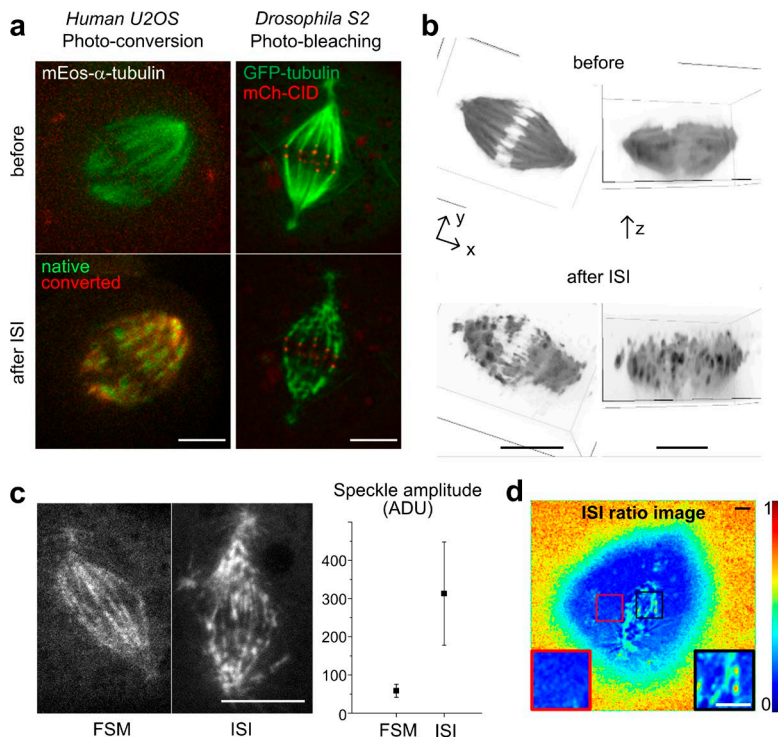 a
Human U2OS
Photo-conversion
Drosophila S2
Photo-bleaching
mEos-α-tubulin
GFP-tubulin
mCh-CID
before
native
converted
after ISI
b
before
y
x
z
after ISI
c
FSM
ISI
Speckle amplitude
(ADU)
400
300
200
100
0
FSM
ISI
d
ISI ratio image
1
0